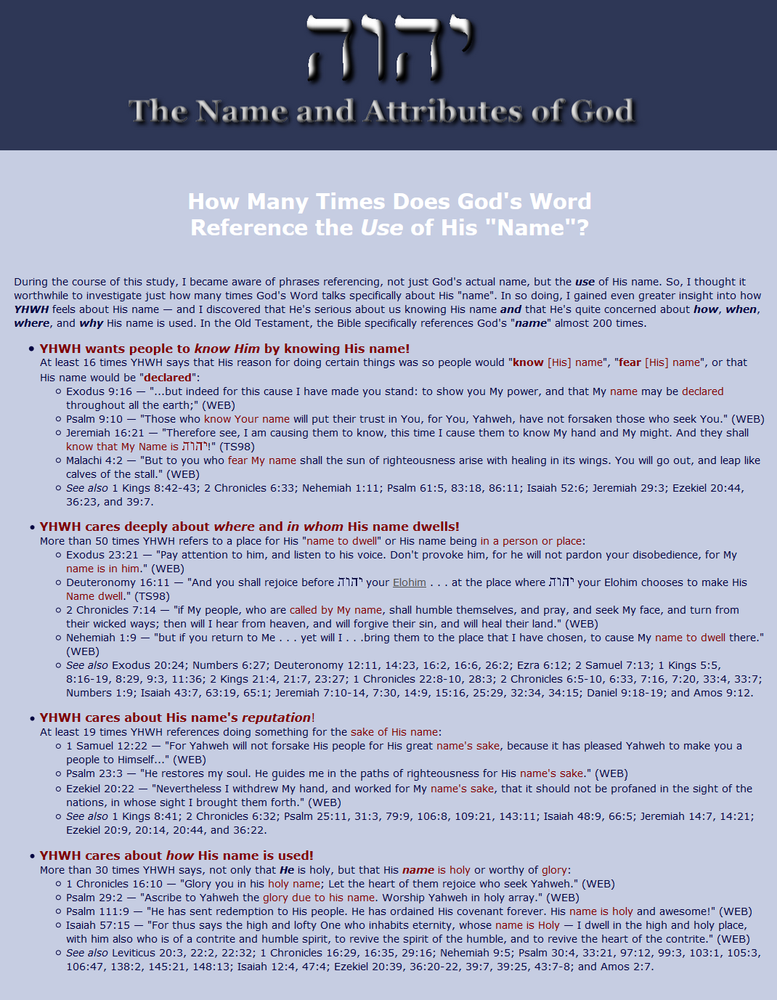 יהוה
The Name and Attributes of God
How Many Times Does God's Word
Reference the Use of His "Name"?
During the course of this study, I became aware of phrases referencing, not just God's actual name, but the use of His name. So, I thought it
worthwhile to investigate just how many times God's Word talks specifically about His "name". In so doing, I gained even greater insight into how
YHWH feels about His name — and I discovered that He's serious about us knowing His name and that He's quite concerned about how, when,
where, and why His name is used. In the Old Testament, the Bible specifically references God's "name" almost 200 times.
• YHWH wants people to know Him by knowing His name!
At least 16 times YHWH says that His reason for doing certain things was so people would "know [His] name", "fear [His] name", or that
His name would be "declared":
○ Exodus 9:16 — "...but indeed for this cause I have made you stand: to show you My power, and that My name may be declared
throughout all the earth;" (WEB)
○ Psalm 9:10 — "Those who know Your name will put their trust in You, for You, Yahweh, have not forsaken those who seek You." (WEB)
○ Jeremiah 16:21 — "Therefore see, I am causing them to know, this time I cause them to know My hand and My might. And they shall
know that My Name is יהוה!" (TS98)
○ Malachi 4:2 — "But to you who fear My name shall the sun of righteousness arise with healing in its wings. You will go out, and leap like
calves of the stall." (WEB)
○ See also 1 Kings 8:42-43; 2 Chronicles 6:33; Nehemiah 1:11; Psalm 61:5, 83:18, 86:11; Isaiah 52:6; Jeremiah 29:3; Ezekiel 20:44,
36:23, and 39:7.
• YHWH cares deeply about where and in whom His name dwells!
More than 50 times YHWH refers to a place for His "name to dwell" or His name being in a person or place:
○ Exodus 23:21 — "Pay attention to him, and listen to his voice. Don't provoke him, for he will not pardon your disobedience, for My
name is in him." (WEB)
○ Deuteronomy 16:11 — "And you shall rejoice before יהוה your Elohim . . . at the place where יהוה your Elohim chooses to make His
Name dwell." (TS98)
○ 2 Chronicles 7:14 — "if My people, who are called by My name, shall humble themselves, and pray, and seek My face, and turn from
their wicked ways; then will I hear from heaven, and will forgive their sin, and will heal their land." (WEB)
○ Nehemiah 1:9 — "but if you return to Me . . . yet will I . . .bring them to the place that I have chosen, to cause My name to dwell there."
(WEB)
○ See also Exodus 20:24; Numbers 6:27; Deuteronomy 12:11, 14:23, 16:2, 16:6, 26:2; Ezra 6:12; 2 Samuel 7:13; 1 Kings 5:5,
8:16-19, 8:29, 9:3, 11:36; 2 Kings 21:4, 21:7, 23:27; 1 Chronicles 22:8-10, 28:3; 2 Chronicles 6:5-10, 6:33, 7:16, 7:20, 33:4, 33:7;
Numbers 1:9; Isaiah 43:7, 63:19, 65:1; Jeremiah 7:10-14, 7:30, 14:9, 15:16, 25:29, 32:34, 34:15; Daniel 9:18-19; and Amos 9:12.
• YHWH cares about His name's reputation!
At least 19 times YHWH references doing something for the sake of His name:
○ 1 Samuel 12:22 — "For Yahweh will not forsake His people for His great name's sake, because it has pleased Yahweh to make you a
people to Himself..." (WEB)
○ Psalm 23:3 — "He restores my soul. He guides me in the paths of righteousness for His name's sake." (WEB)
○ Ezekiel 20:22 — "Nevertheless I withdrew My hand, and worked for My name's sake, that it should not be profaned in the sight of the
nations, in whose sight I brought them forth." (WEB)
○ See also 1 Kings 8:41; 2 Chronicles 6:32; Psalm 25:11, 31:3, 79:9, 106:8, 109:21, 143:11; Isaiah 48:9, 66:5; Jeremiah 14:7, 14:21;
Ezekiel 20:9, 20:14, 20:44, and 36:22.
• YHWH cares about how His name is used!
More than 30 times YHWH says, not only that He is holy, but that His name is holy or worthy of glory:
○ 1 Chronicles 16:10 — "Glory you in his holy name; Let the heart of them rejoice who seek Yahweh." (WEB)
○ Psalm 29:2 — "Ascribe to Yahweh the glory due to his name. Worship Yahweh in holy array." (WEB)
○ Psalm 111:9 — "He has sent redemption to His people. He has ordained His covenant forever. His name is holy and awesome!" (WEB)
○ Isaiah 57:15 — "For thus says the high and lofty One who inhabits eternity, whose name is Holy — I dwell in the high and holy place,
with him also who is of a contrite and humble spirit, to revive the spirit of the humble, and to revive the heart of the contrite." (WEB)
○ See also Leviticus 20:3, 22:2, 22:32; 1 Chronicles 16:29, 16:35, 29:16; Nehemiah 9:5; Psalm 30:4, 33:21, 97:12, 99:3, 103:1, 105:3,
106:47, 138:2, 145:21, 148:13; Isaiah 12:4, 47:4; Ezekiel 20:39, 36:20-22, 39:7, 39:25, 43:7-8; and Amos 2:7.